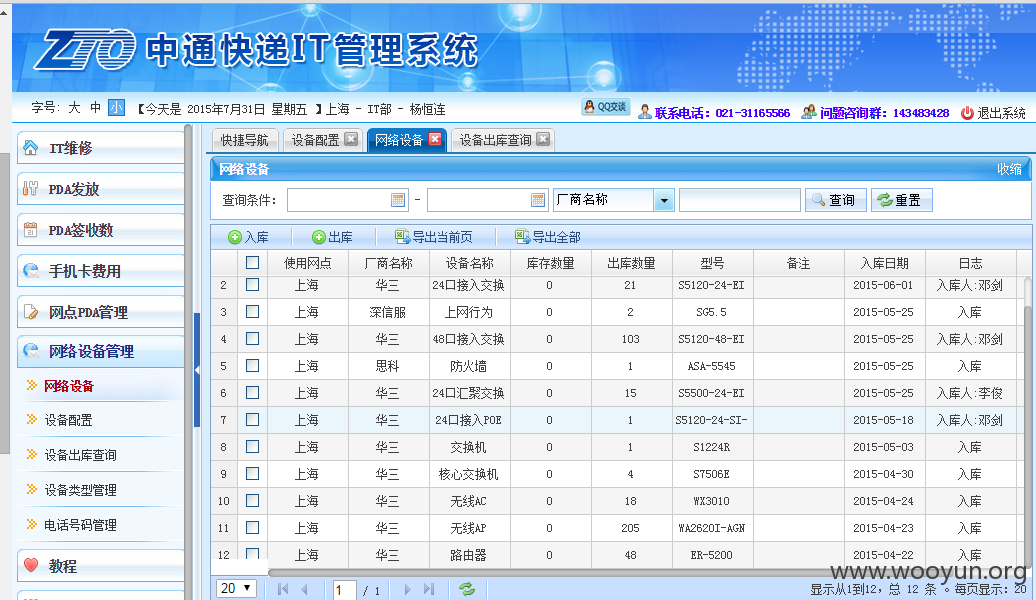 ZTO 中通快递IT管理系统
字号: 大 中 小 【今天是 2015年7月31日 星期五 】上海 - IT部 - 杨恒连 QQ交谈 联系电话: 021-31165566 问题咨询群: 143483428 退出系统
IT维修
PDA发放
PDA签收数
手机卡费用
网点PDA管理
网络设备管理
网络设备
设备配置
设备出库查询
设备类型管理
电话号码管理
教程
快捷导航 设备配置 网络设备 设备出库查询
网络设备 收缩
查询条件: - 厂商名称 查询 重置
入库 出库 导出当前页 导出全部
使用网点 厂商名称 设备名称 库存数量 出库数量 型号 备注 入库日期 日志
2 上海 华三 24口接入交换 0 21 S5120-24-EI 2015-06-01 入库人:邓剑
3 上海 深信服 上网行为 0 2 SG5.5 2015-05-25 入库
4 上海 华三 48口接入交换 0 103 S5120-48-EI 2015-05-25 入库人:邓剑
5 上海 思科 防火墙 0 1 ASA-5545 2015-05-25 入库
6 上海 华三 24口汇聚交换 0 15 S5500-24-EI 2015-05-25 入库人:李俊
7 上海 华三 24口接入POE 0 1 S5120-24-SI- 2015-05-18 入库人:邓剑
8 上海 华三 交换机 0 1 S1224R 2015-05-03 入库
9 上海 华三 核心交换机 0 4 S7506E 2015-04-30 入库
10 上海 华三 无线AC 0 18 WX3010 2015-04-24 入库
11 上海 华三 无线AP 0 205 WA2620I-AGN 2015-04-23 入库
12 上海 华三 路由器 0 48 ER-5200 2015-04-22 入库
www.wooyun.org
20 1 / 1 显示从1到12，总 12 条 。每页显示: 20